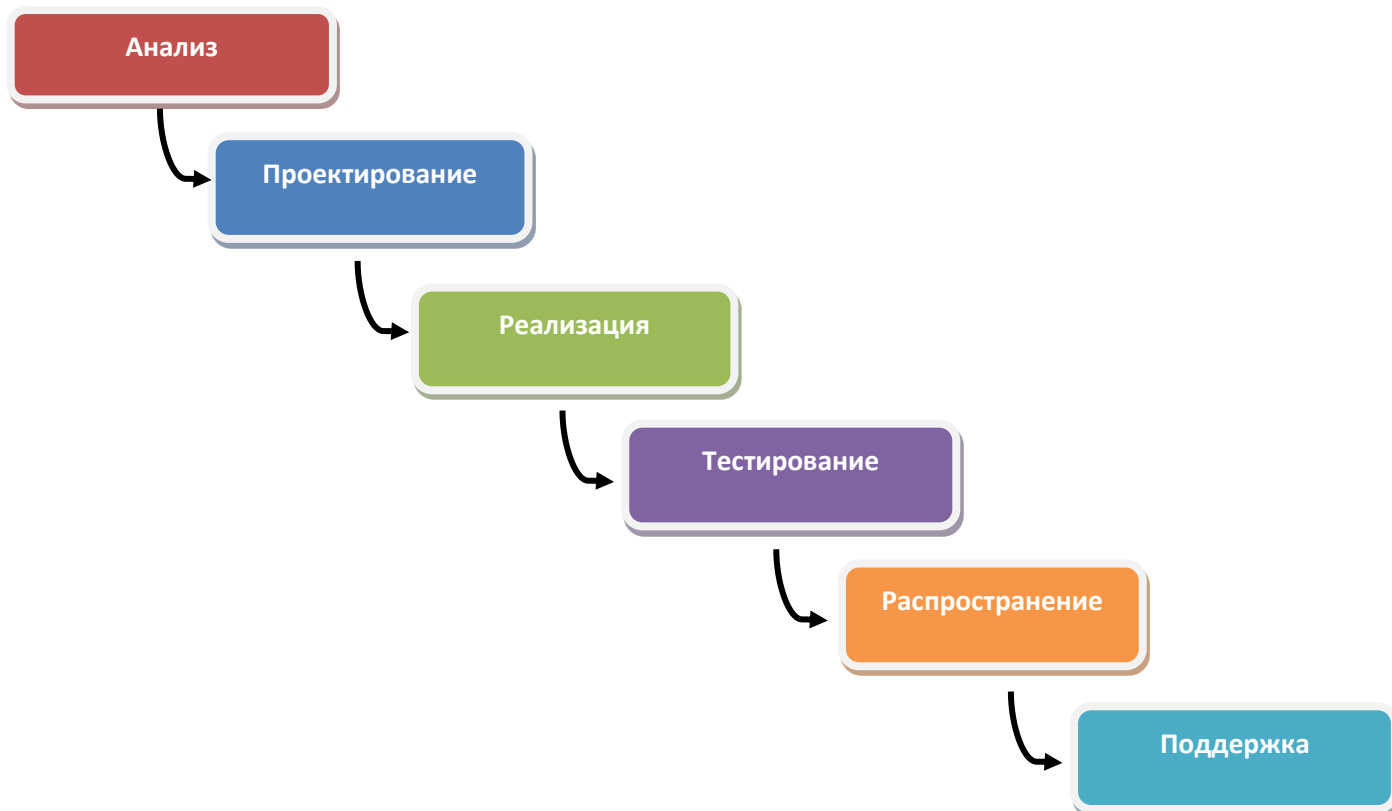 Анализ
Проектирование
Реализация
Тестирование
Распространение
Поддержка